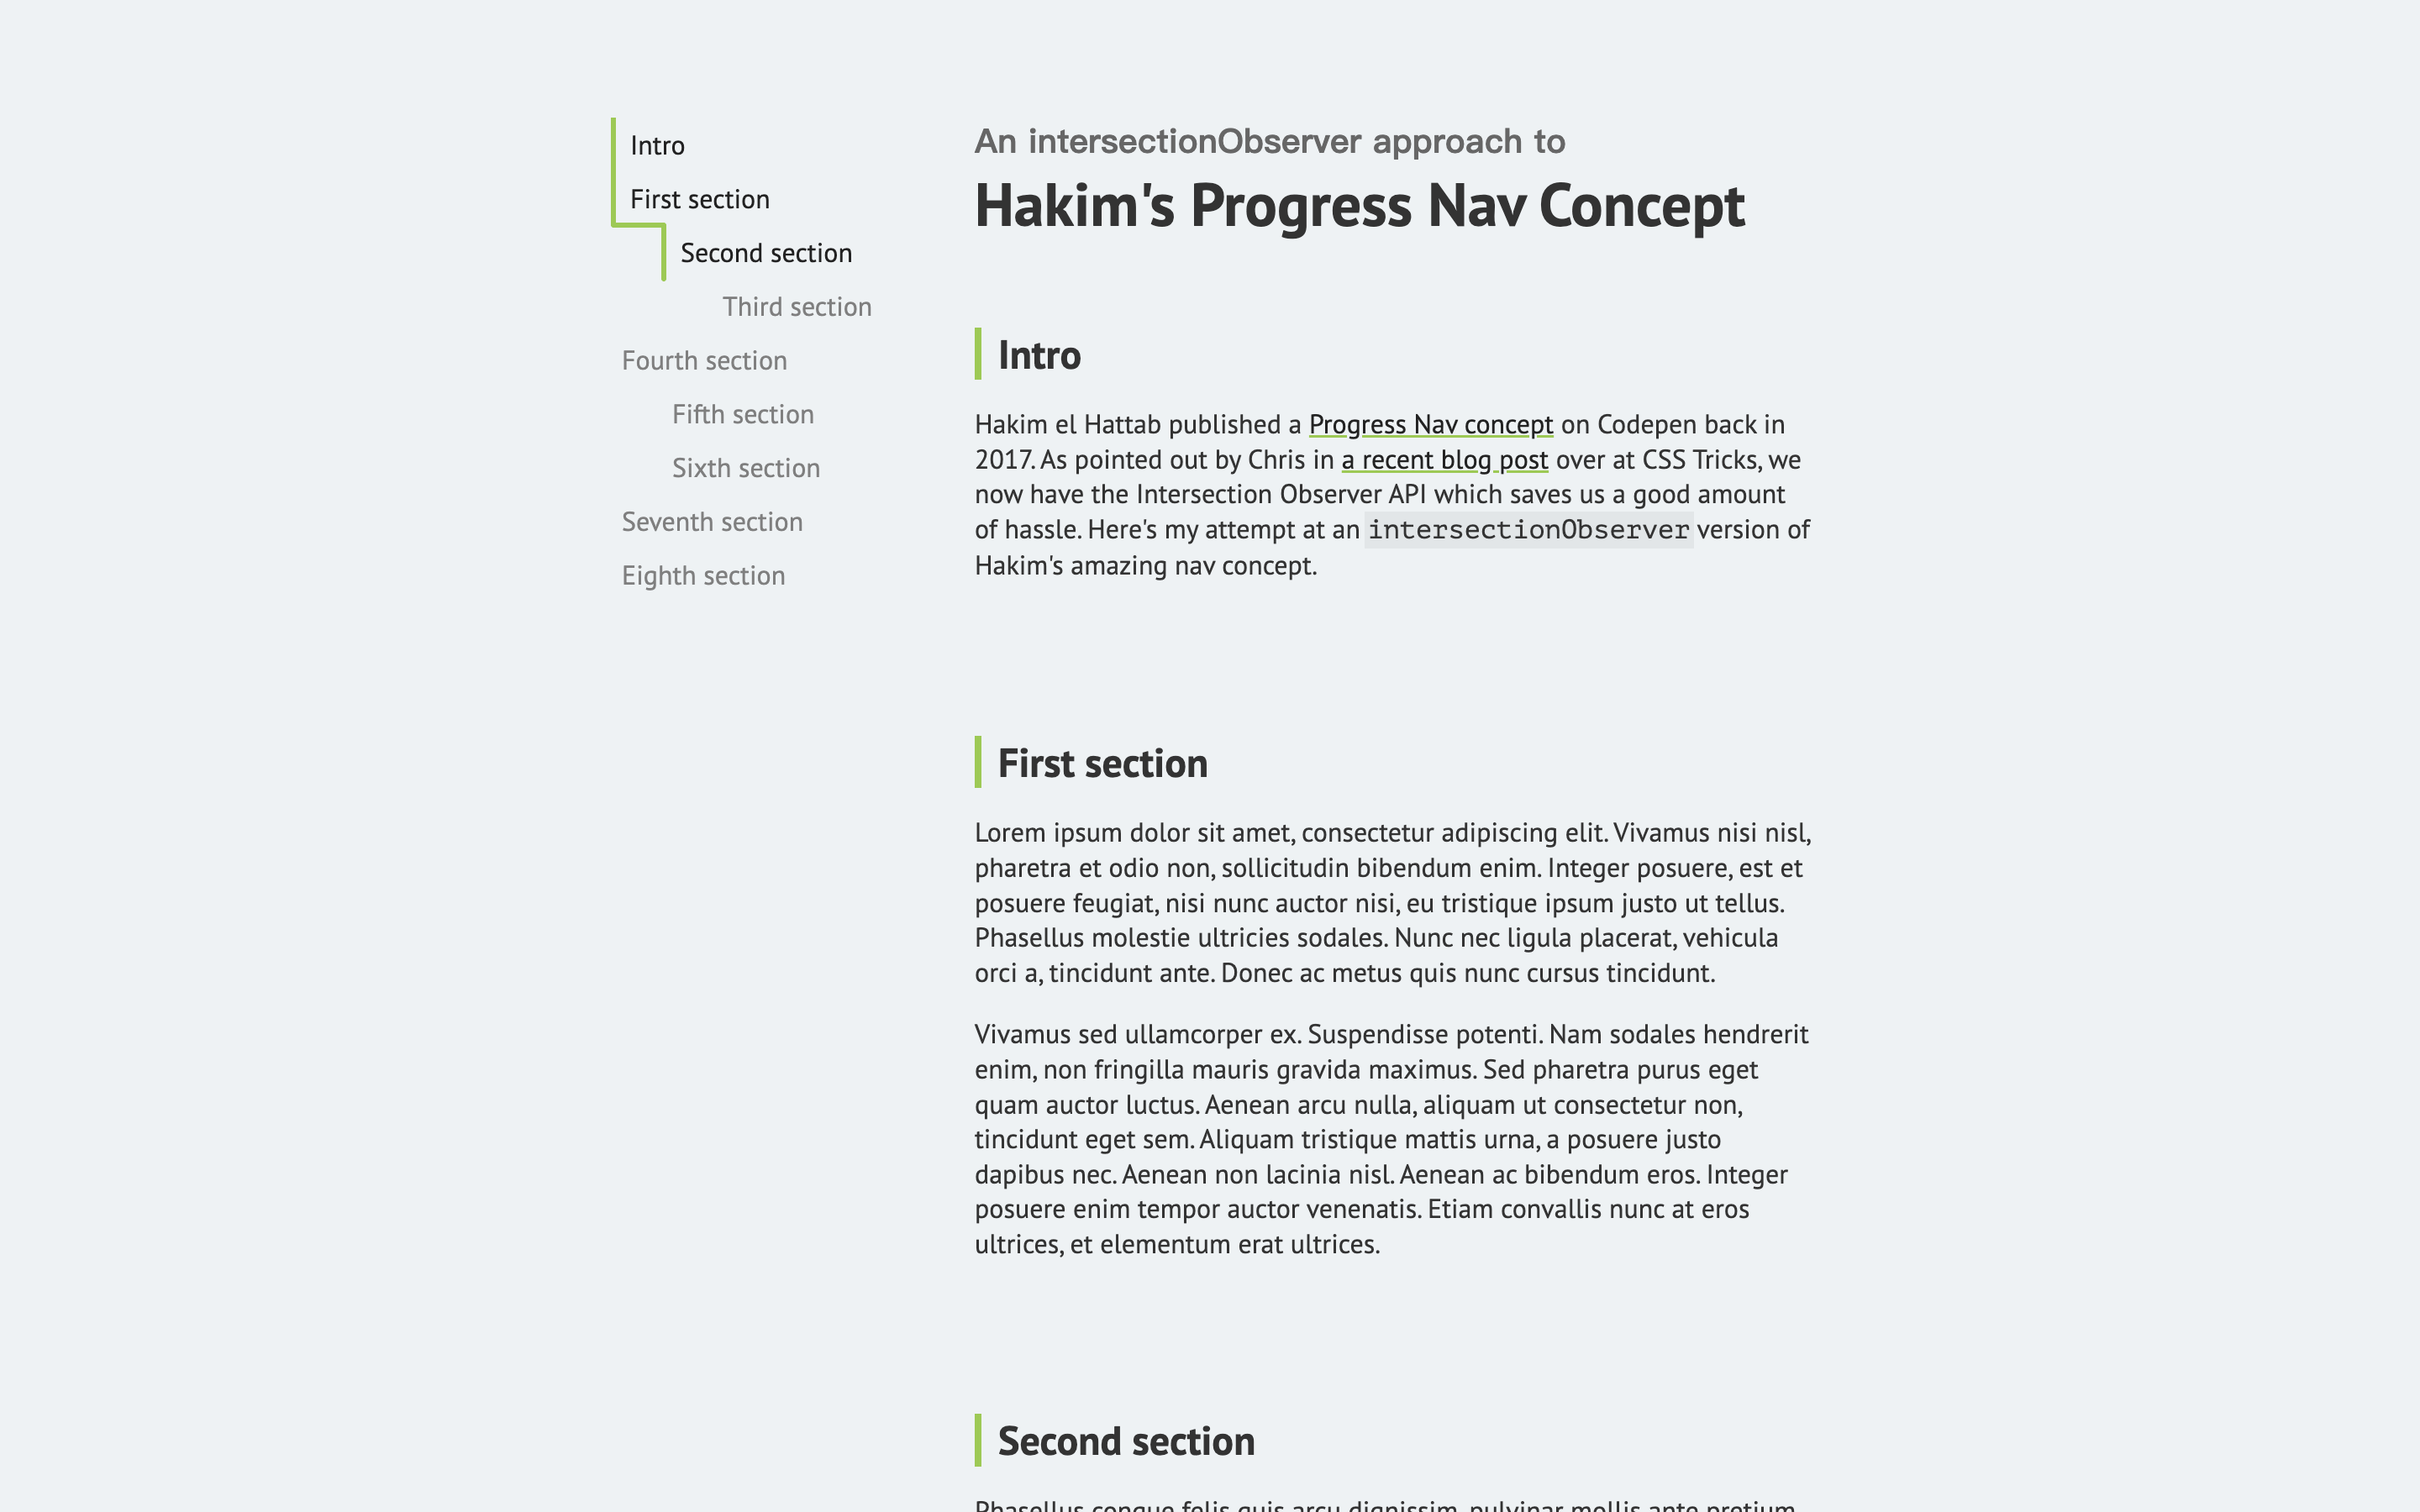 Intro
First section
Second section
Third section
Fourth section
Fifth section
Sixth section
Seventh section
Eighth section
An intersectionObserver approach to
Hakim's Progress Nav Concept
Intro
Hakim el Hattab published a Progress Nav concept on Codepen back in
2017. As pointed out by Chris in a recent blog post over at CSS Tricks, we
now have the Intersection Observer API which saves us a good amount
of hassle. Here's my attempt at an intersectionObserver version of
Hakim's amazing nav concept.
First section
Lorem ipsum dolor sit amet, consectetur adipiscing elit. Vivamus nisi nisl,
pharetra et odio non, sollicitudin bibendum enim. Integer posuere, est et
posuere feugiat, nisi nunc auctor nisi, eu tristique ipsum justo ut tellus.
Phasellus molestie ultricies sodales. Nunc nec ligula placerat, vehicula
orci a, tincidunt ante. Donec ac metus quis nunc cursus tincidunt.
Vivamus sed ullamcorper ex. Suspendisse potenti. Nam sodales hendrerit
enim, non fringilla mauris gravida maximus. Sed pharetra purus eget
quam auctor luctus. Aenean arcu nulla, aliquam ut consectetur non,
tincidunt eget sem. Aliquam tristique mattis urna, a posuere justo
dapibus nec. Aenean non lacinia nisl. Aenean ac bibendum eros. Integer
posuere enim tempor auctor venenatis. Etiam convallis nunc at eros
ultrices, et elementum erat ultrices.
Second section
Phasellus congue felis quis arcu dignissim, pulvinar mollis ante pretium.